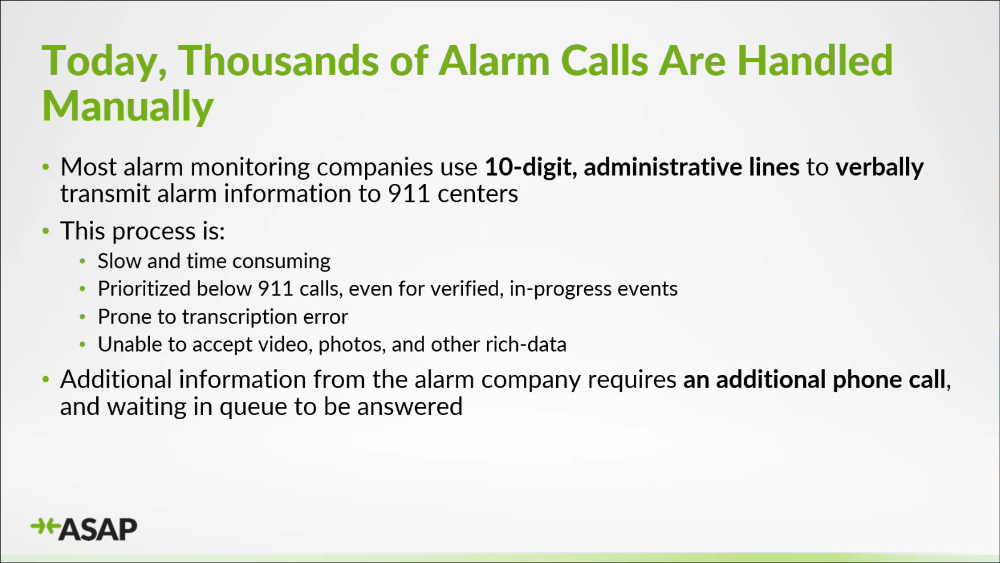 Today, Thousands of Alarm Calls Are Handled
Manually
• Most alarm monitoring companies use 10-digit, administrative lines to verbally
transmit alarm information to 911 centers
• This process is:
• Slow and time consuming
• Prioritized below 911 calls, even for verified, in-progress events
• Prone to transcription error
• Unable to accept video, photos, and other rich-data
• Additional information from the alarm company requires an additional phone call,
and waiting in queue to be answered
ASAP